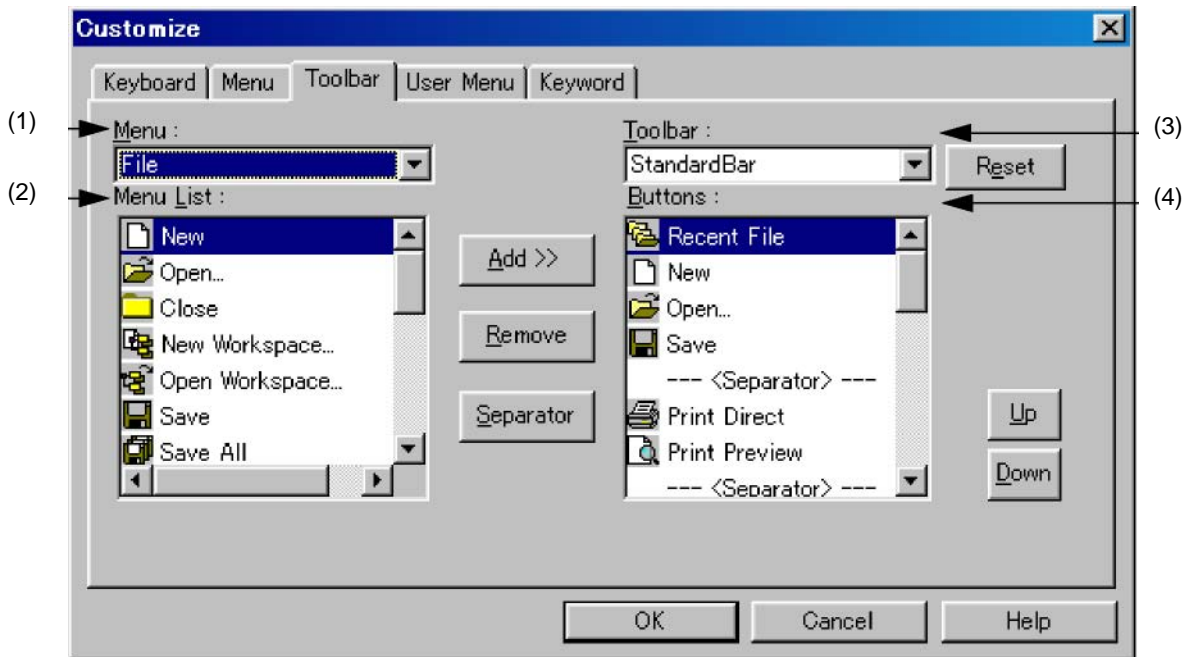 Customize
Keyboard Menu Toolbar User Menu Keyword
(1) Menu :
File
(2) Menu List :
New
Open...
Close
New Workspace...
Open Workspace...
Save
Save All
Add >>
Remove
Separator
Toolbar : (3)
StandardBar
Reset
Buttons : (4)
Recent File
New
Open...
Save
--- <Separator> ---
Print Direct
Print Preview
--- <Separator> ---
Up
Down
OK Cancel Help